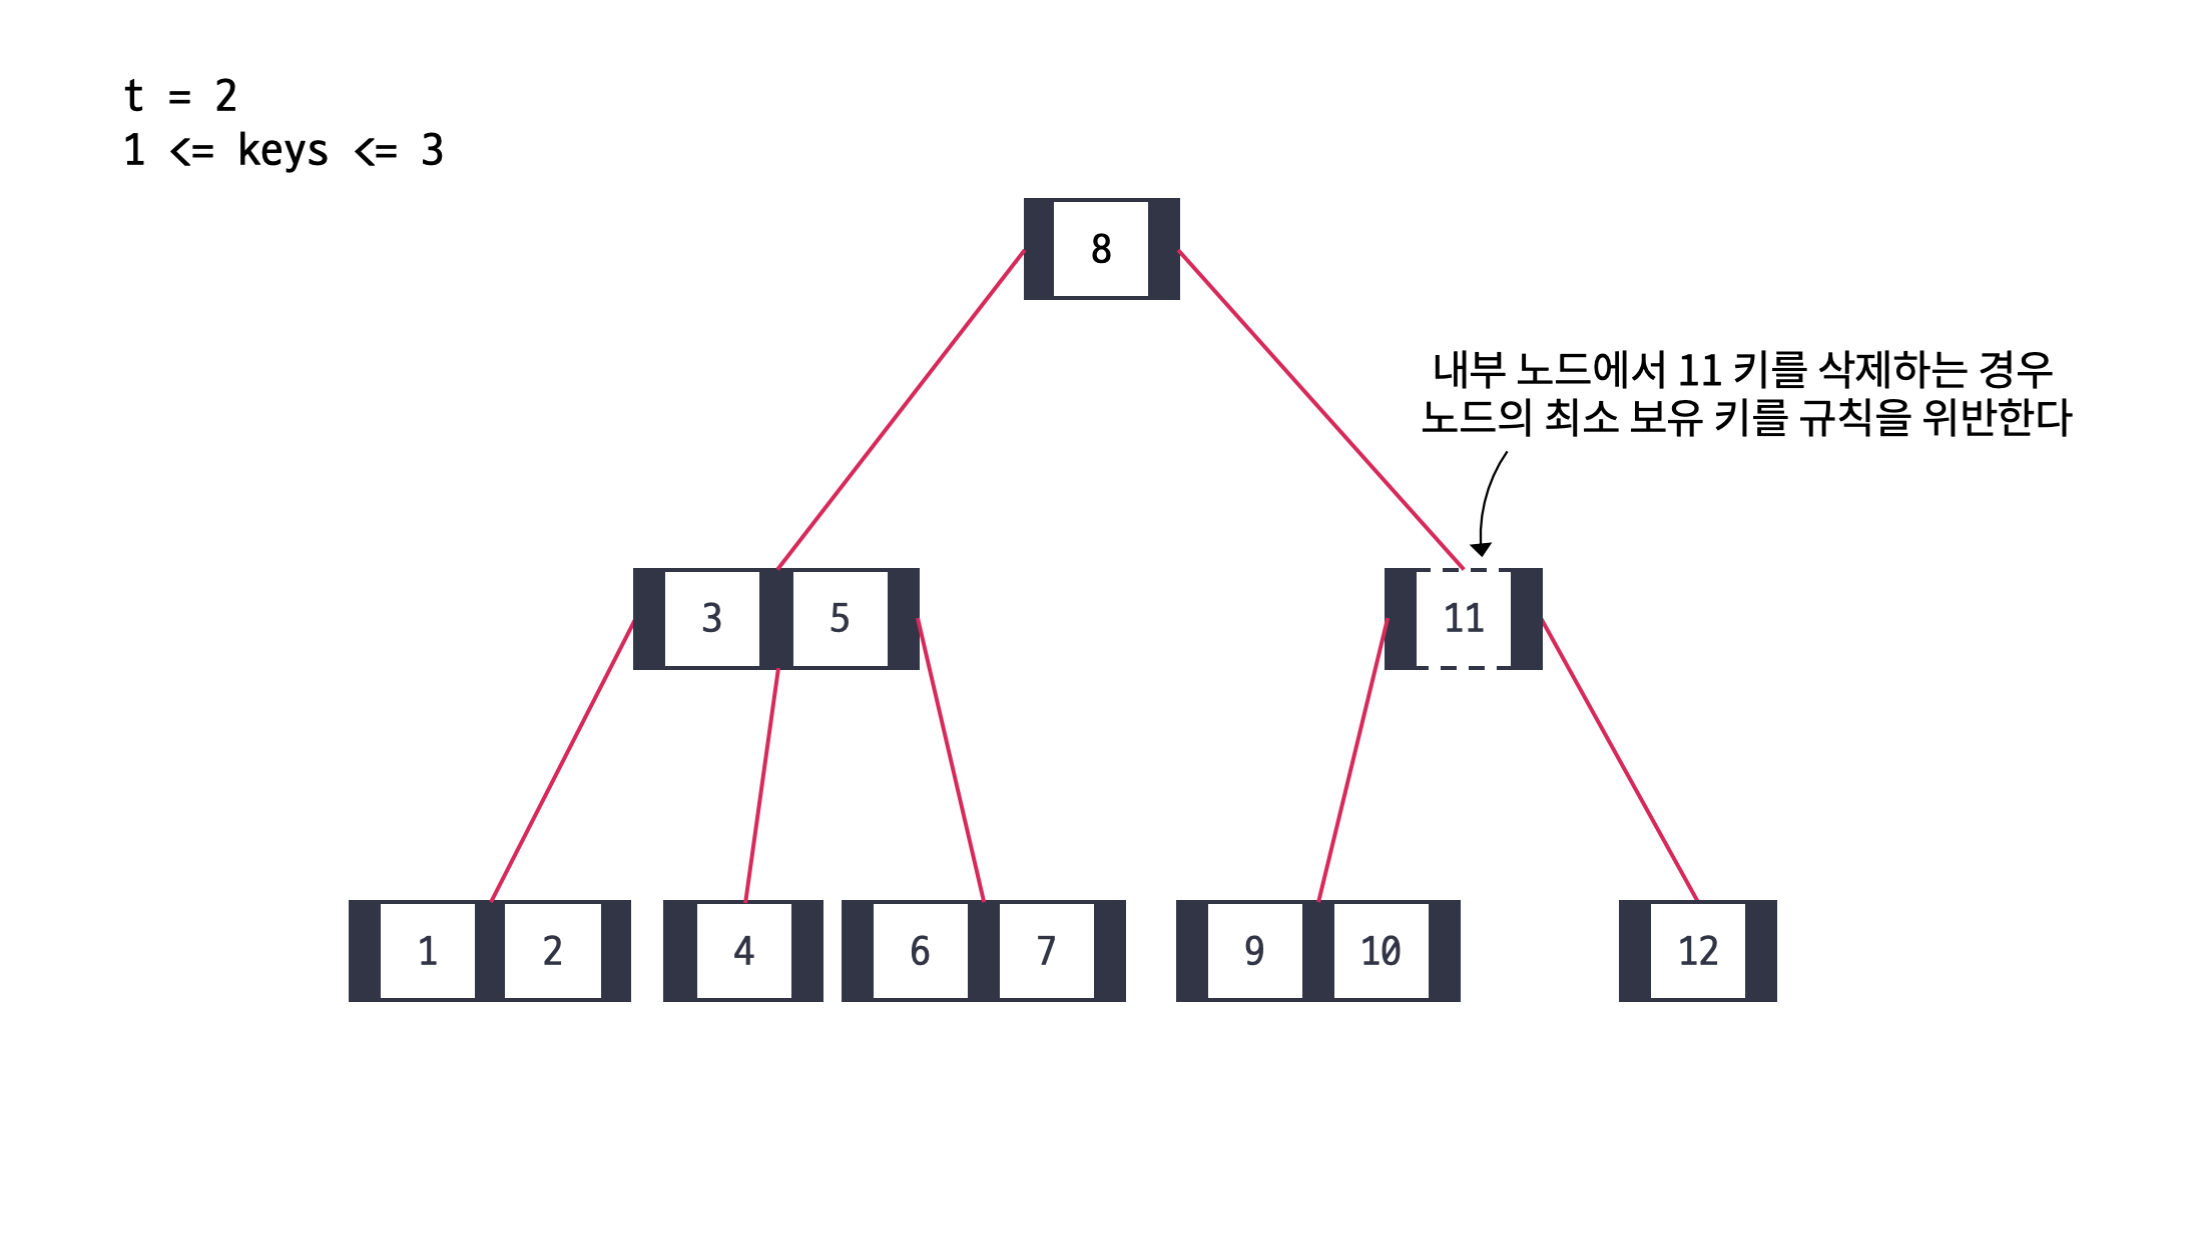 t = 2
1 <= keys <= 3
8
내부 노드에서 11 키를 삭제하는 경우
노드의 최소 보유 키를 규칙을 위반한다
3 5 11
1 2 4 6 7 9 10 12